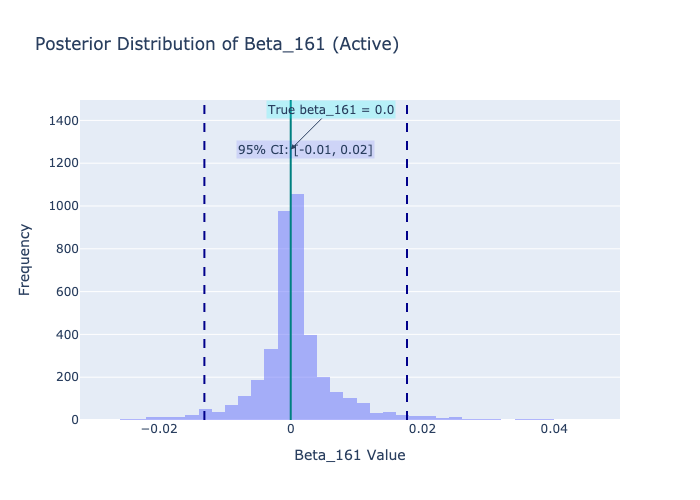 Posterior Distribution of Beta_161 (Active)
True beta_161 = 0.0
95% CI: [-0.01, 0.02]
1400
1200
1000
800
600
400
200
0
Frequency
−0.02
0
0.02
0.04
Beta_161 Value